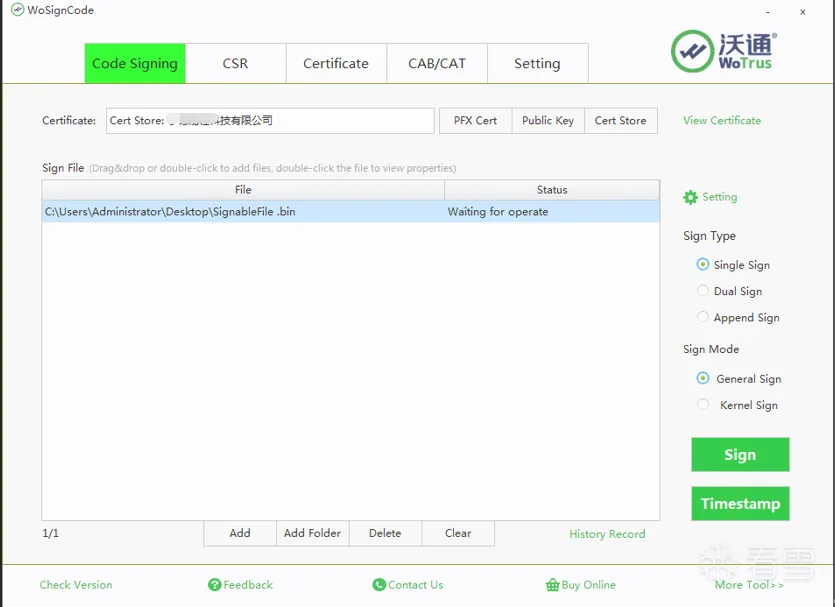 WoSignCode
Code Signing CSR Certificate CAB/CAT Setting
沃通®
WoTrus
Certificate: Cert Store: 科技有限公司 PFX Cert Public Key Cert Store View Certificate
Sign File (Drag&drop or double-click to add files, double-click the file to view properties)
File Status
C:\Users\Administrator\Desktop\SignableFile .bin Waiting for operate
Setting
Sign Type
Single Sign
Dual Sign
Append Sign
Sign Mode
General Sign
Kernel Sign
Sign
Timestamp
1/1 Add Add Folder Delete Clear History Record
看雪
Check Version Feedback Contact Us Buy Online More Tool>>